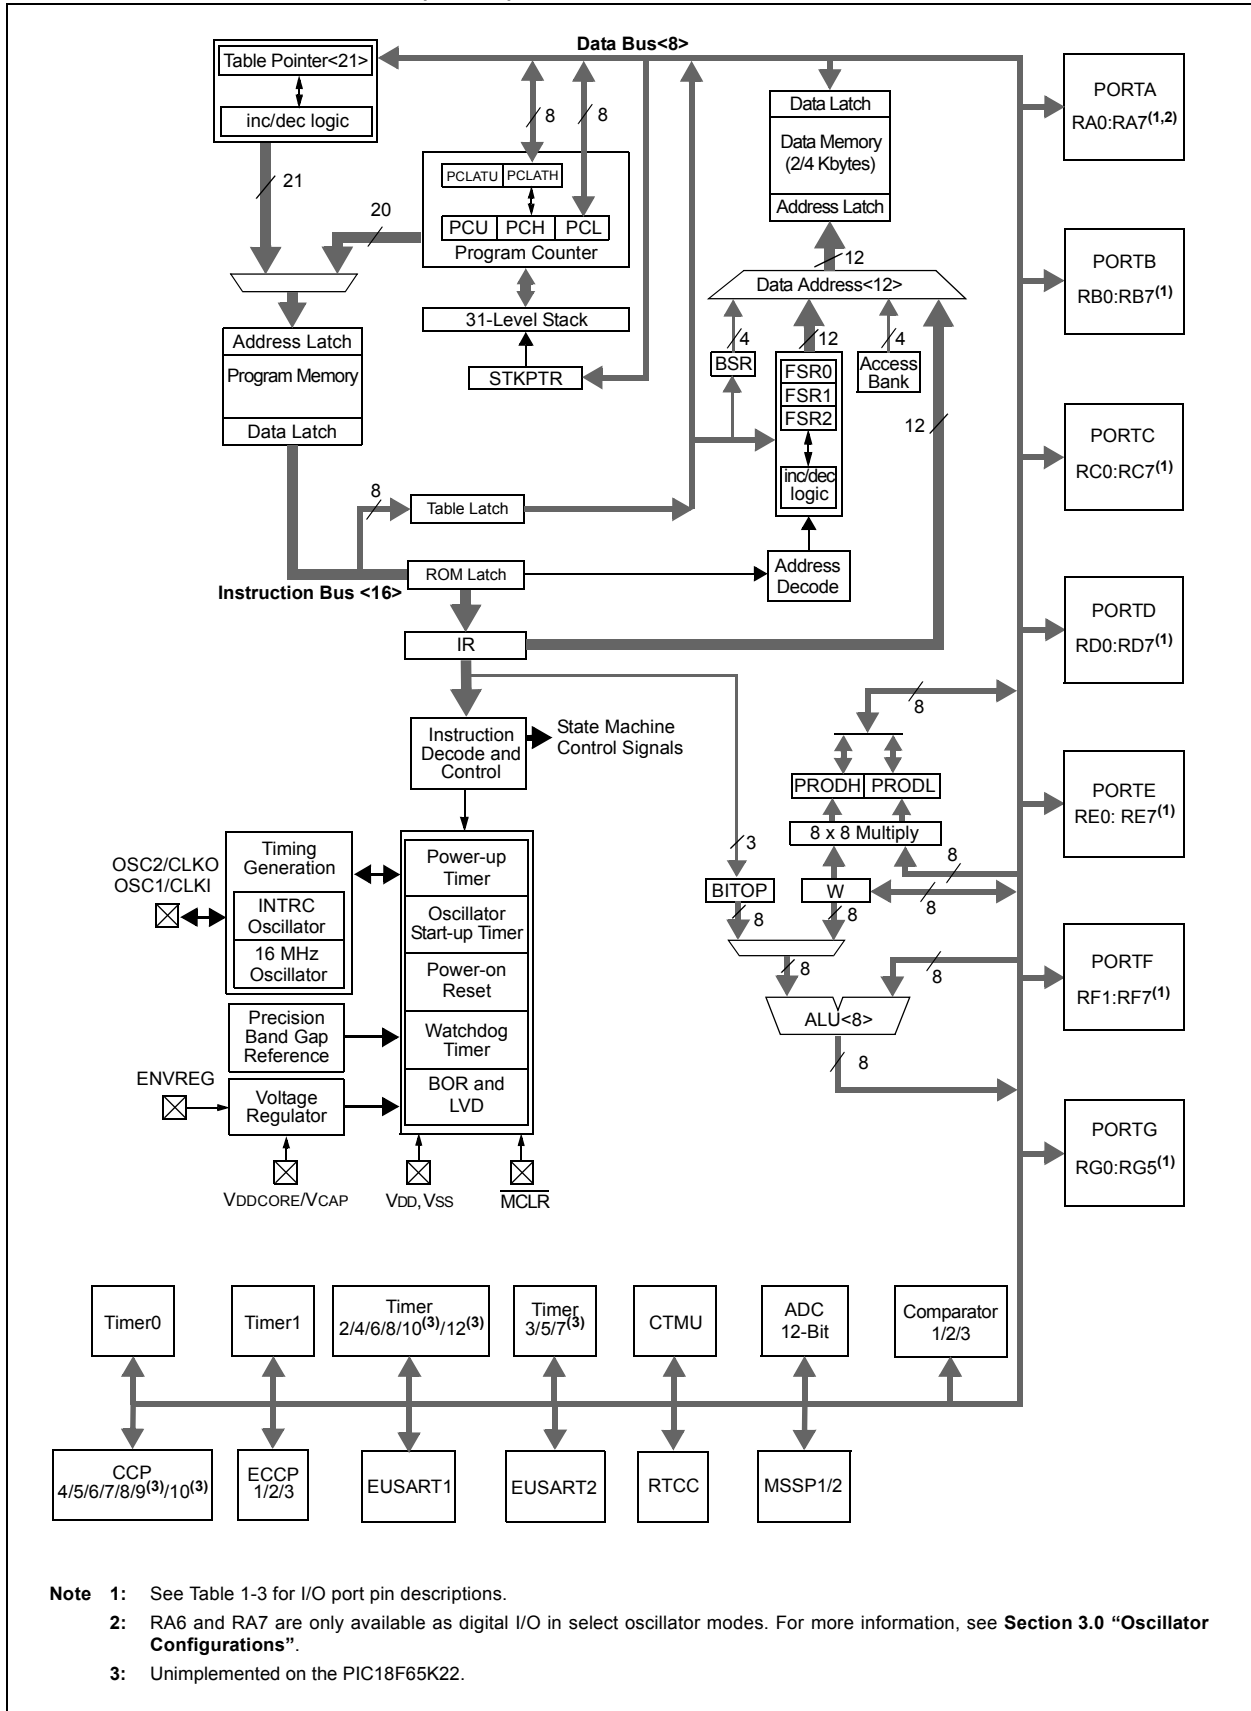 Data Bus<8>
Table Pointer<21>
inc/dec logic
21
20
8
8
PCLATU PCLATH
PCU PCH PCL
Program Counter
31-Level Stack
STKPTR
Address Latch
Program Memory
Data Latch
8
Table Latch
ROM Latch
Instruction Bus <16>
IR
Data Latch
Data Memory
(2/4 Kbytes)
Address Latch
12
Data Address<12>
4
12
4
BSR
FSR0
FSR1
FSR2
inc/dec
logic
Access
Bank
12
Address
Decode
Instruction
Decode and
Control
State Machine
Control Signals
8
PRODH PRODL
8 x 8 Multiply
3
8
BITOP
W
8
8
8
8
8
ALU<8>
8
OSC2/CLKO
OSC1/CLKI
Timing
Generation
INTRC
Oscillator
16 MHz
Oscillator
Precision
Band Gap
Reference
ENVREG
Voltage
Regulator
Power-up
Timer
Oscillator
Start-up Timer
Power-on
Reset
Watchdog
Timer
BOR and
LVD
VDDCORE/VCAP
VDD, VSS
MCLR
PORTA
RA0:RA7(1,2)
PORTB
RB0:RB7(1)
PORTC
RC0:RC7(1)
PORTD
RD0:RD7(1)
PORTE
RE0: RE7(1)
PORTF
RF1:RF7(1)
PORTG
RG0:RG5(1)
Timer0
Timer1
Timer
2/4/6/8/10(3)/12(3)
Timer
3/5/7(3)
CTMU
ADC
12-Bit
Comparator
1/2/3
CCP
4/5/6/7/8/9(3)/10(3)
ECCP
1/2/3
EUSART1
EUSART2
RTCC
MSSP1/2
Note 1: See Table 1-3 for I/O port pin descriptions.
2: RA6 and RA7 are only available as digital I/O in select oscillator modes. For more information, see Section 3.0 “Oscillator
Configurations”.
3: Unimplemented on the PIC18F65K22.